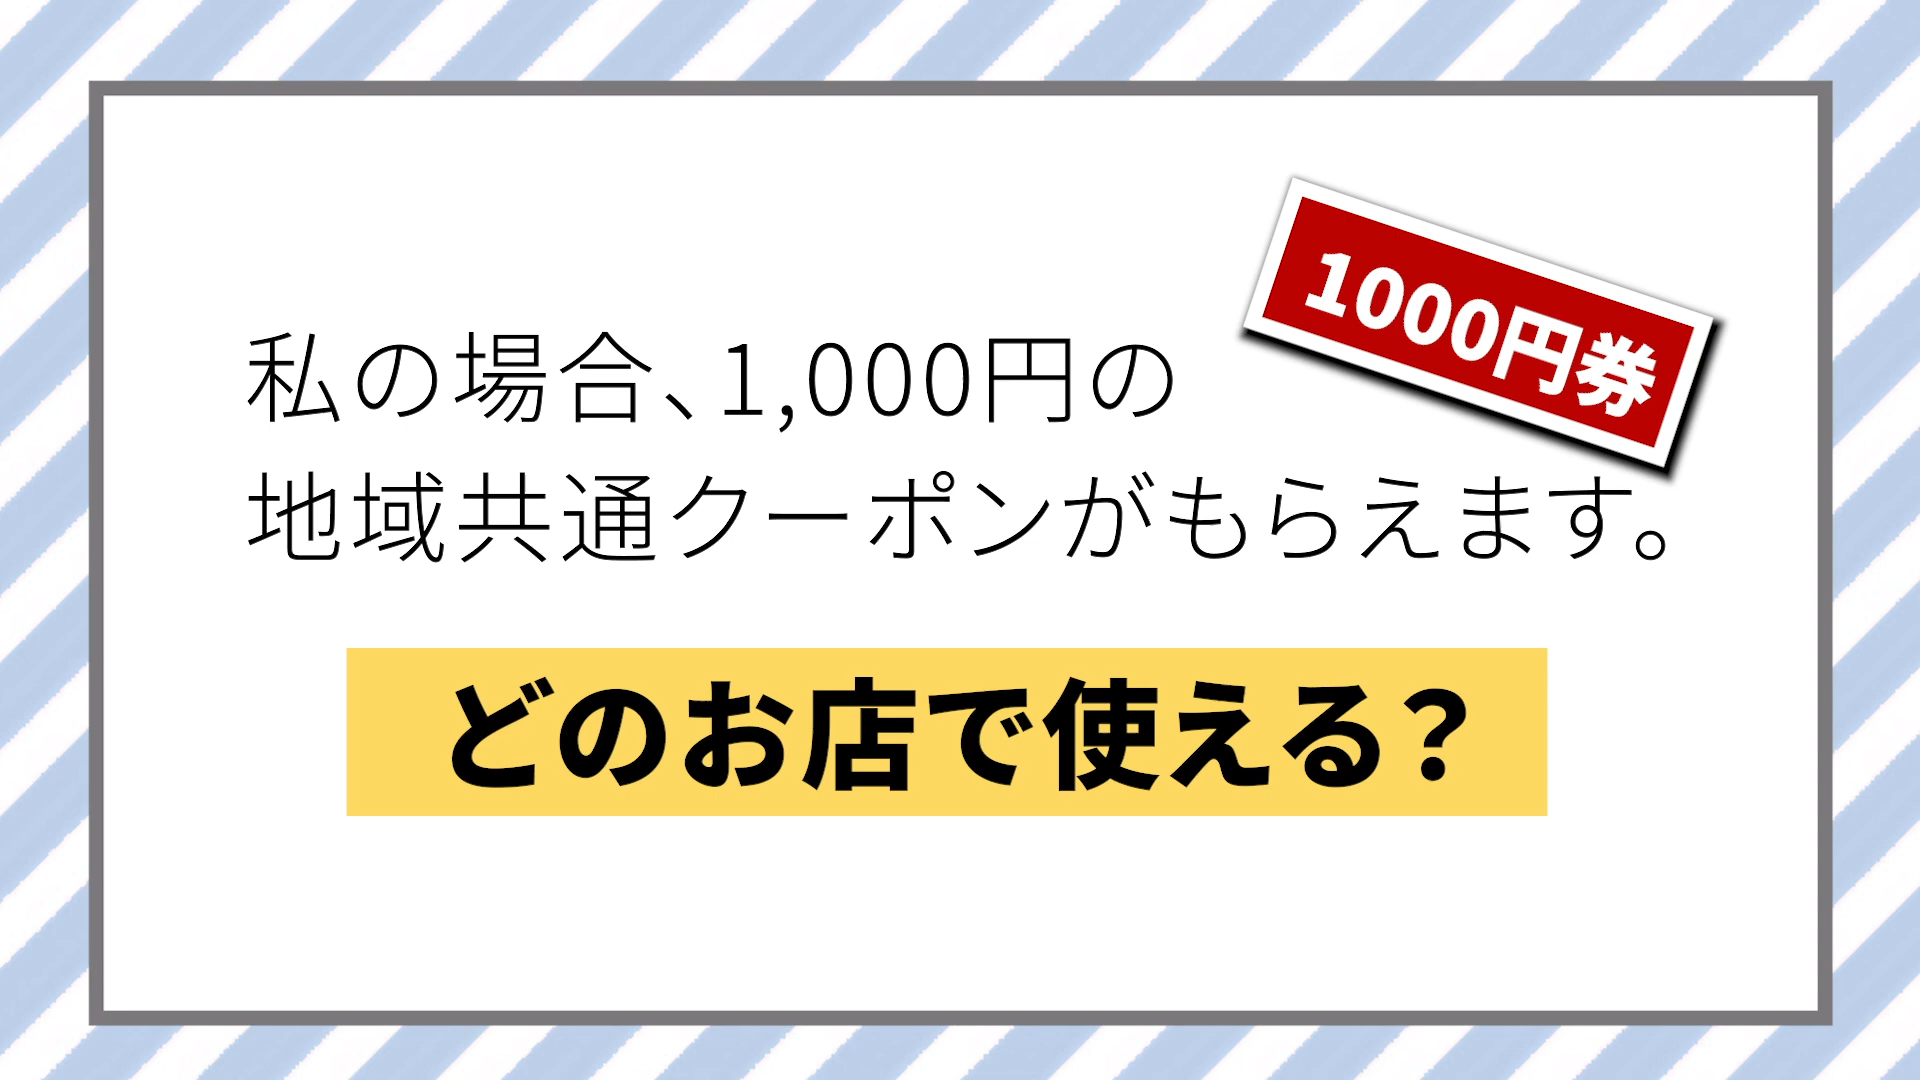 1000円券
私の場合、1,000円の
地域共通クーポンがもらえます。
どのお店で使える？